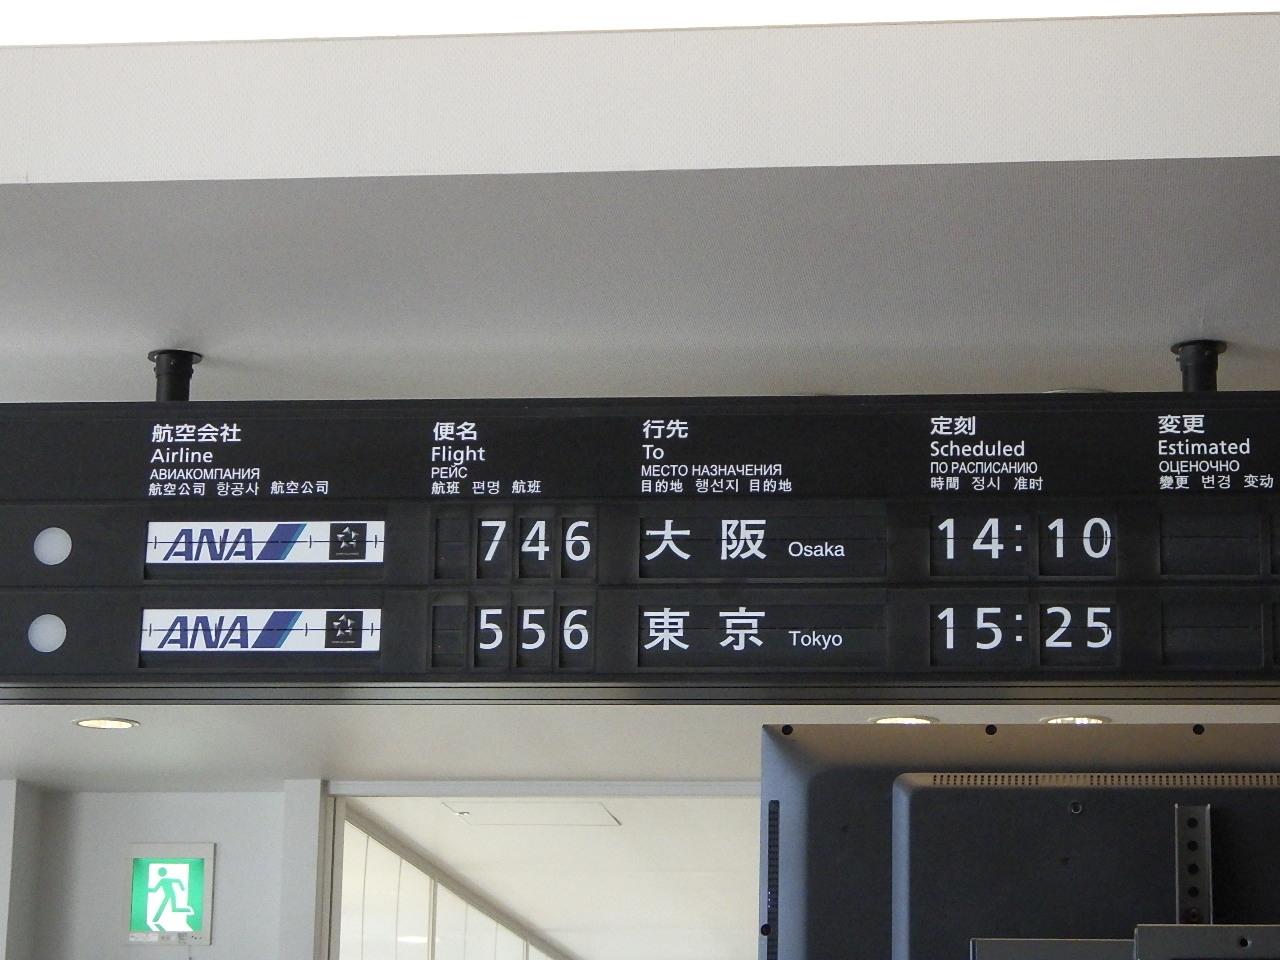 航空会社 便名 行先 定刻 変更
Airline Flight To Scheduled Estimated
АВИАКОМПАНИЯ РЕЙС МЕСТО НАЗНАЧЕНИЯ ПО РАСПИСАНИЮ ОЦЕНОЧНО
航空公司 항공사 航空公司 航班 편명 航班 目的地 행선지 目的地 時間 정시 准时 變更 변경 变动
ANA 746 大阪 Osaka 14:10
ANA 556 東京 Tokyo 15:25